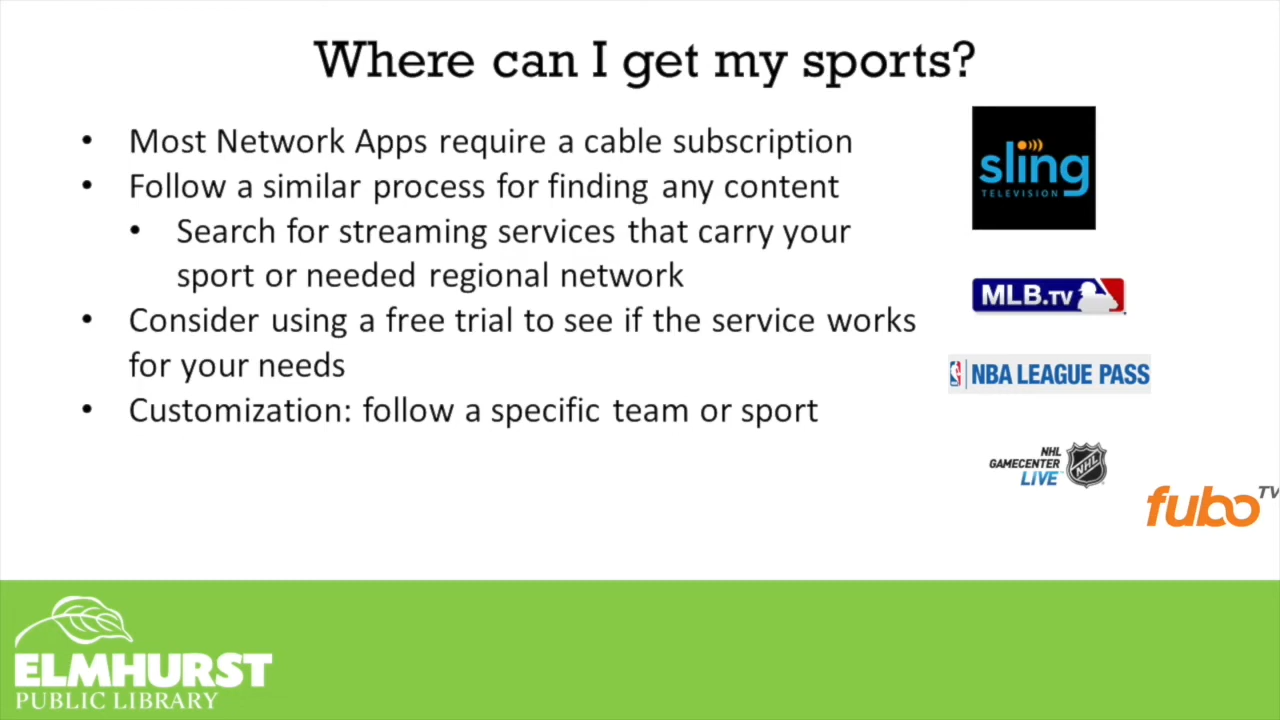 Where can I get my sports?
• Most Network Apps require a cable subscription
• Follow a similar process for finding any content
• Search for streaming services that carry your
sport or needed regional network
• Consider using a free trial to see if the service works
for your needs
• Customization: follow a specific team or sport
sling
TELEVISION
MLB.TV
NBA LEAGUE PASS
NHL
GAMECENTER
LIVE
NHL
fubo TV
ELMHURST
PUBLIC LIBRARY